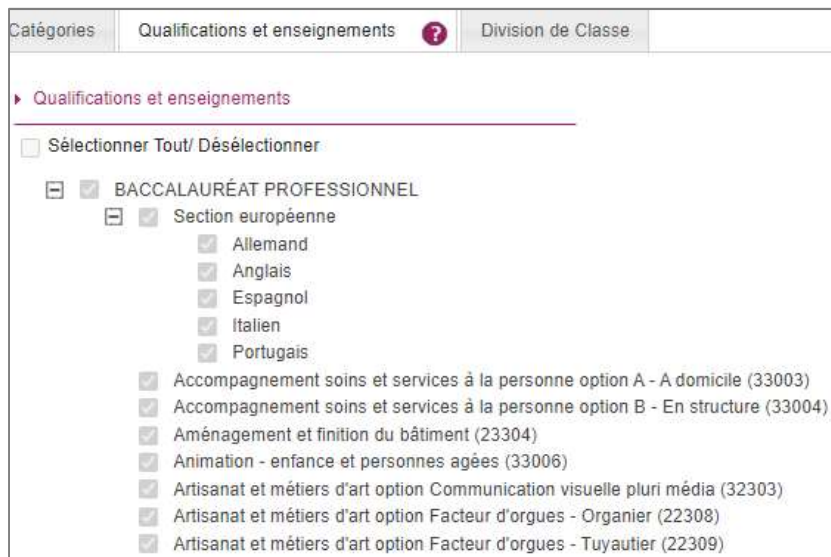 Catégories Qualifications et enseignements ? Division de Classe
Qualifications et enseignements
Sélectionner Tout/ Désélectionner
BACCALAURÉAT PROFESSIONNEL
Section européenne
Allemand
Anglais
Espagnol
Italien
Portugais
Accompagnement soins et services à la personne option A - A domicile (33003)
Accompagnement soins et services à la personne option B - En structure (33004)
Aménagement et finition du bâtiment (23304)
Animation - enfance et personnes agées (33006)
Artisanat et métiers d'art option Communication visuelle pluri média (32303)
Artisanat et métiers d'art option Facteur d'orgues - Organier (22308)
Artisanat et métiers d'art option Facteur d'orgues - Tuyautier (22309)